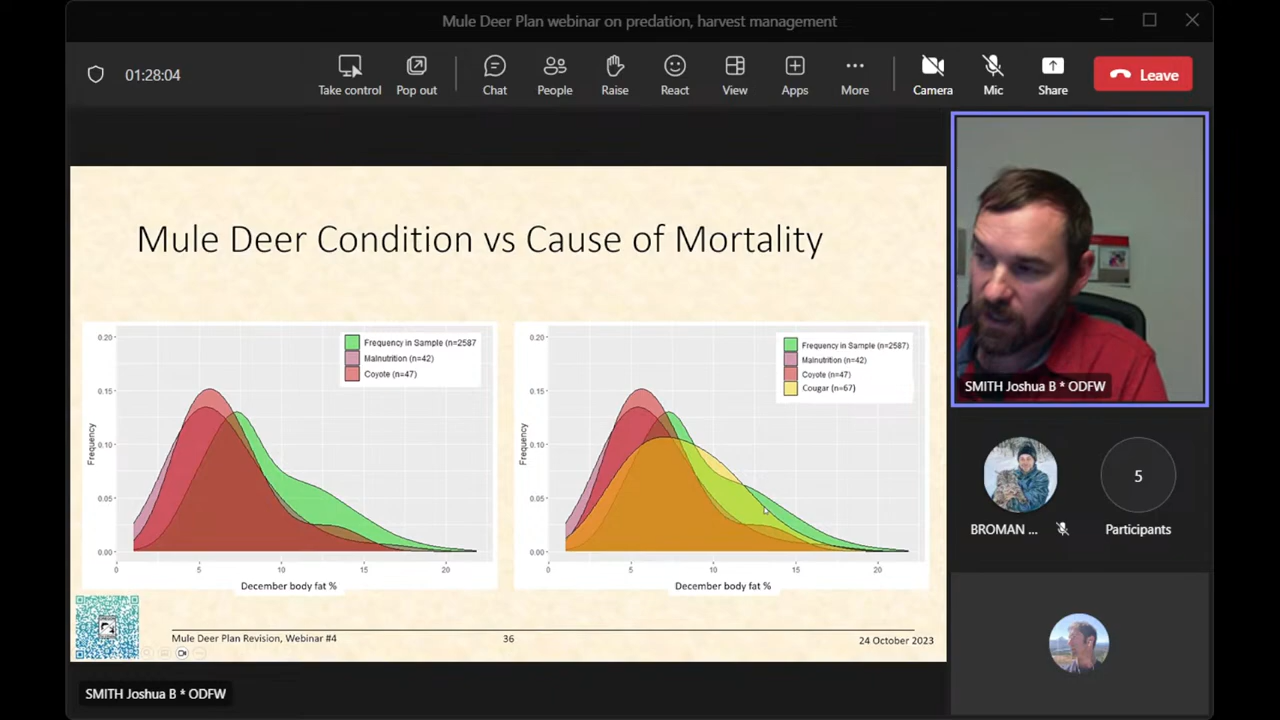 Mule Deer Plan webinar on predation, harvest management
01:28:04
Take control
Pop out
Chat
People
Raise
React
View
Apps
More
Camera
Mic
Share
Leave
Mule Deer Condition vs Cause of Mortality
0.20
0.15
0.10
0.05
0.00
Frequency
Frequency in Sample (n=2587
Malnutrition (n=42)
Coyote (n=47)
0
5
10
15
20
December body fat %
0.20
0.15
0.10
0.05
0.00
Frequency
Frequency in Sample (n=2587)
Malnutrition (n=42)
Coyote (n=47)
Cougar (n=67)
0
5
10
15
20
December body fat %
Mule Deer Plan Revision, Webinar #4
36
24 October 2023
SMITH Joshua B * ODFW
BROMAN ...
5
Participants
SMITH Joshua B * ODFW